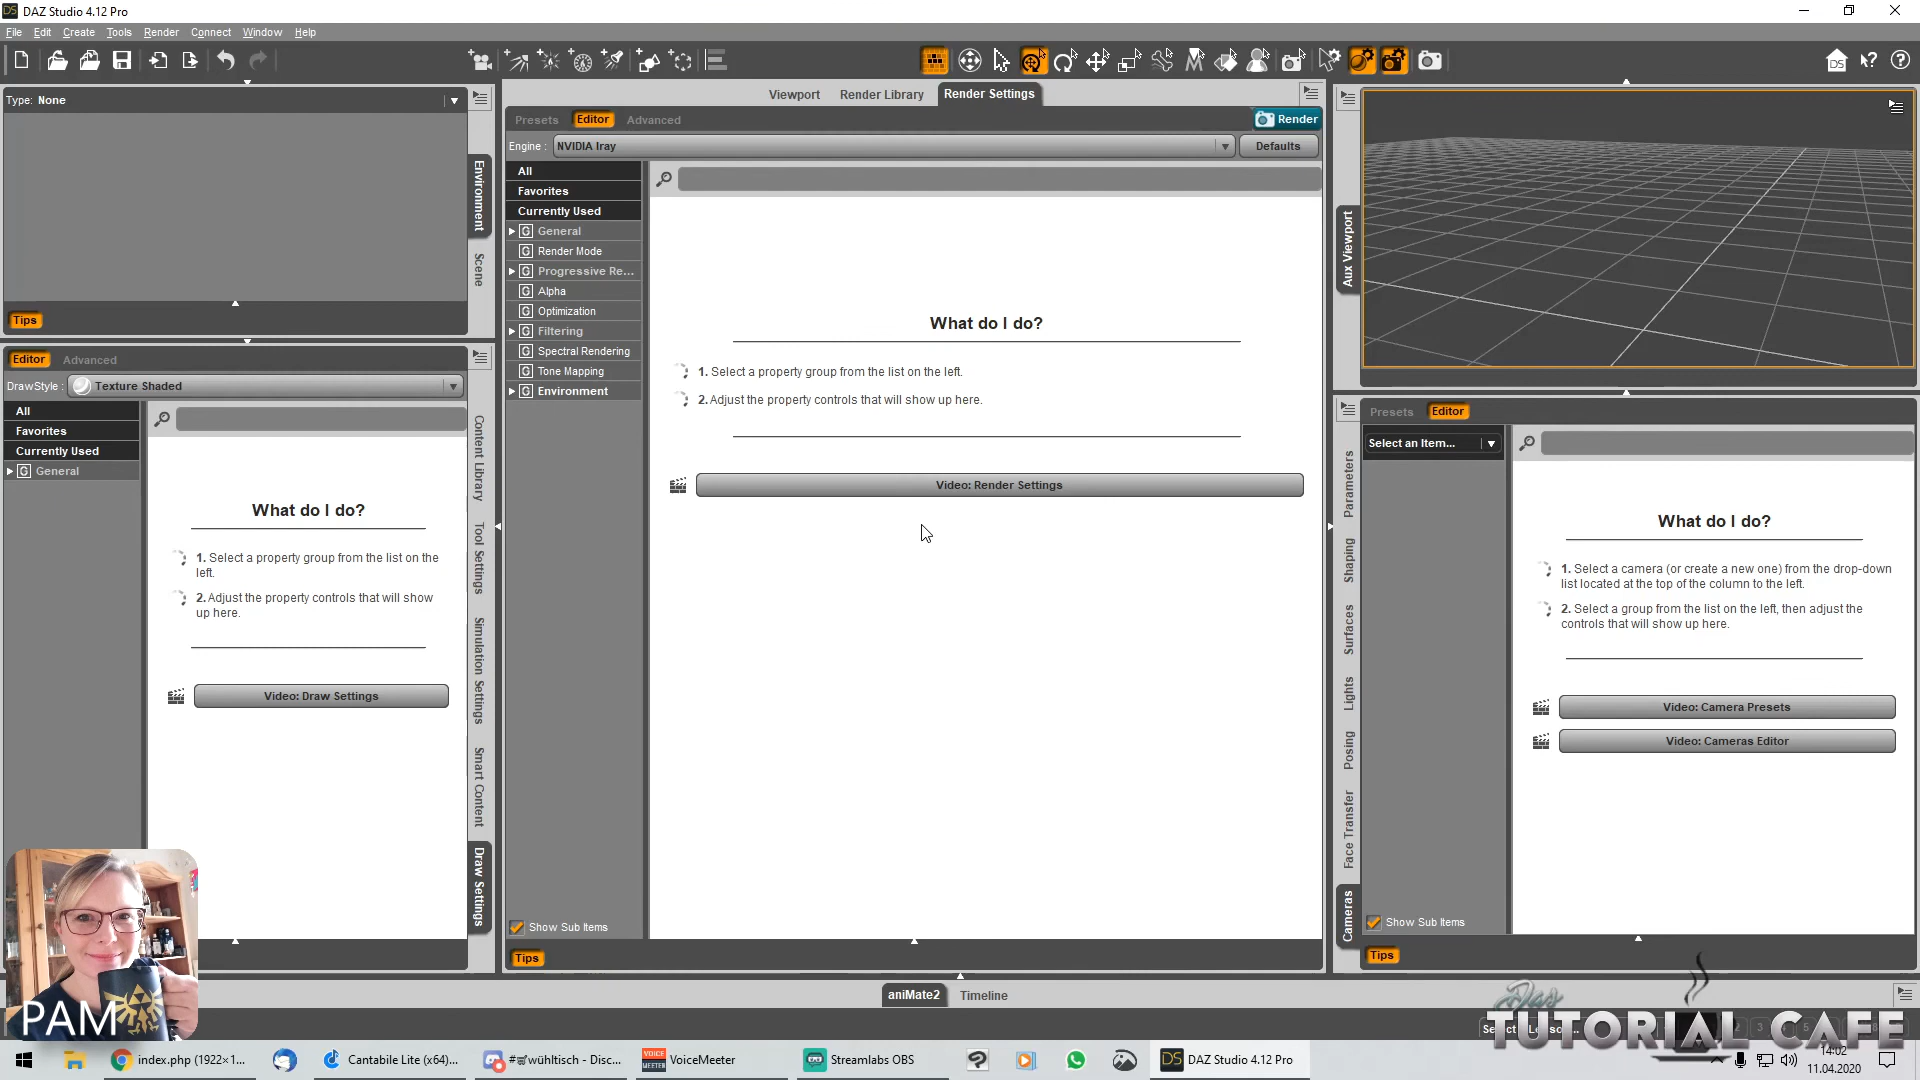 DAZ Studio 4.12 Pro
File Edit Create Tools Render Connect Window Help
Type: None
Environment
Scene
Tips
Editor Advanced
DrawStyle : Texture Shaded
All
Favorites
Currently Used
General
What do I do?
1. Select a property group from the list on the
left.
2. Adjust the property controls that will show
up here.
Video: Draw Settings
Content Library
Tool Settings
Simulation Settings
Smart Content
Draw Settings
Viewport Render Library Render Settings
Presets Editor Advanced
Render
Engine : NVIDIA Iray
Defaults
All
Favorites
Currently Used
General
Render Mode
Progressive Re...
Alpha
Optimization
Filtering
Spectral Rendering
Tone Mapping
Environment
What do I do?
1. Select a property group from the list on the left.
2. Adjust the property controls that will show up here.
Video: Render Settings
Show Sub Items
Tips
Aux Viewport
Presets Editor
Select an Item...
Parameters
Shaping
Surfaces
Lights
Posing
Face Transfer
Cameras
What do I do?
1. Select a camera (or create a new one) from the drop-down
list located at the top of the column to the left.
2. Select a group from the list on the left, then adjust the
controls that will show up here.
Video: Camera Presets
Video: Cameras Editor
Show Sub Items
Tips
aniMate2 Timeline
PAM
Das
TUTORIAL CAFE
index.php (1922×1...
Cantabile Lite (x64)...
VoiceMeeter
Streamlabs OBS
DAZ Studio 4.12 Pro
14:02
11.04.2020